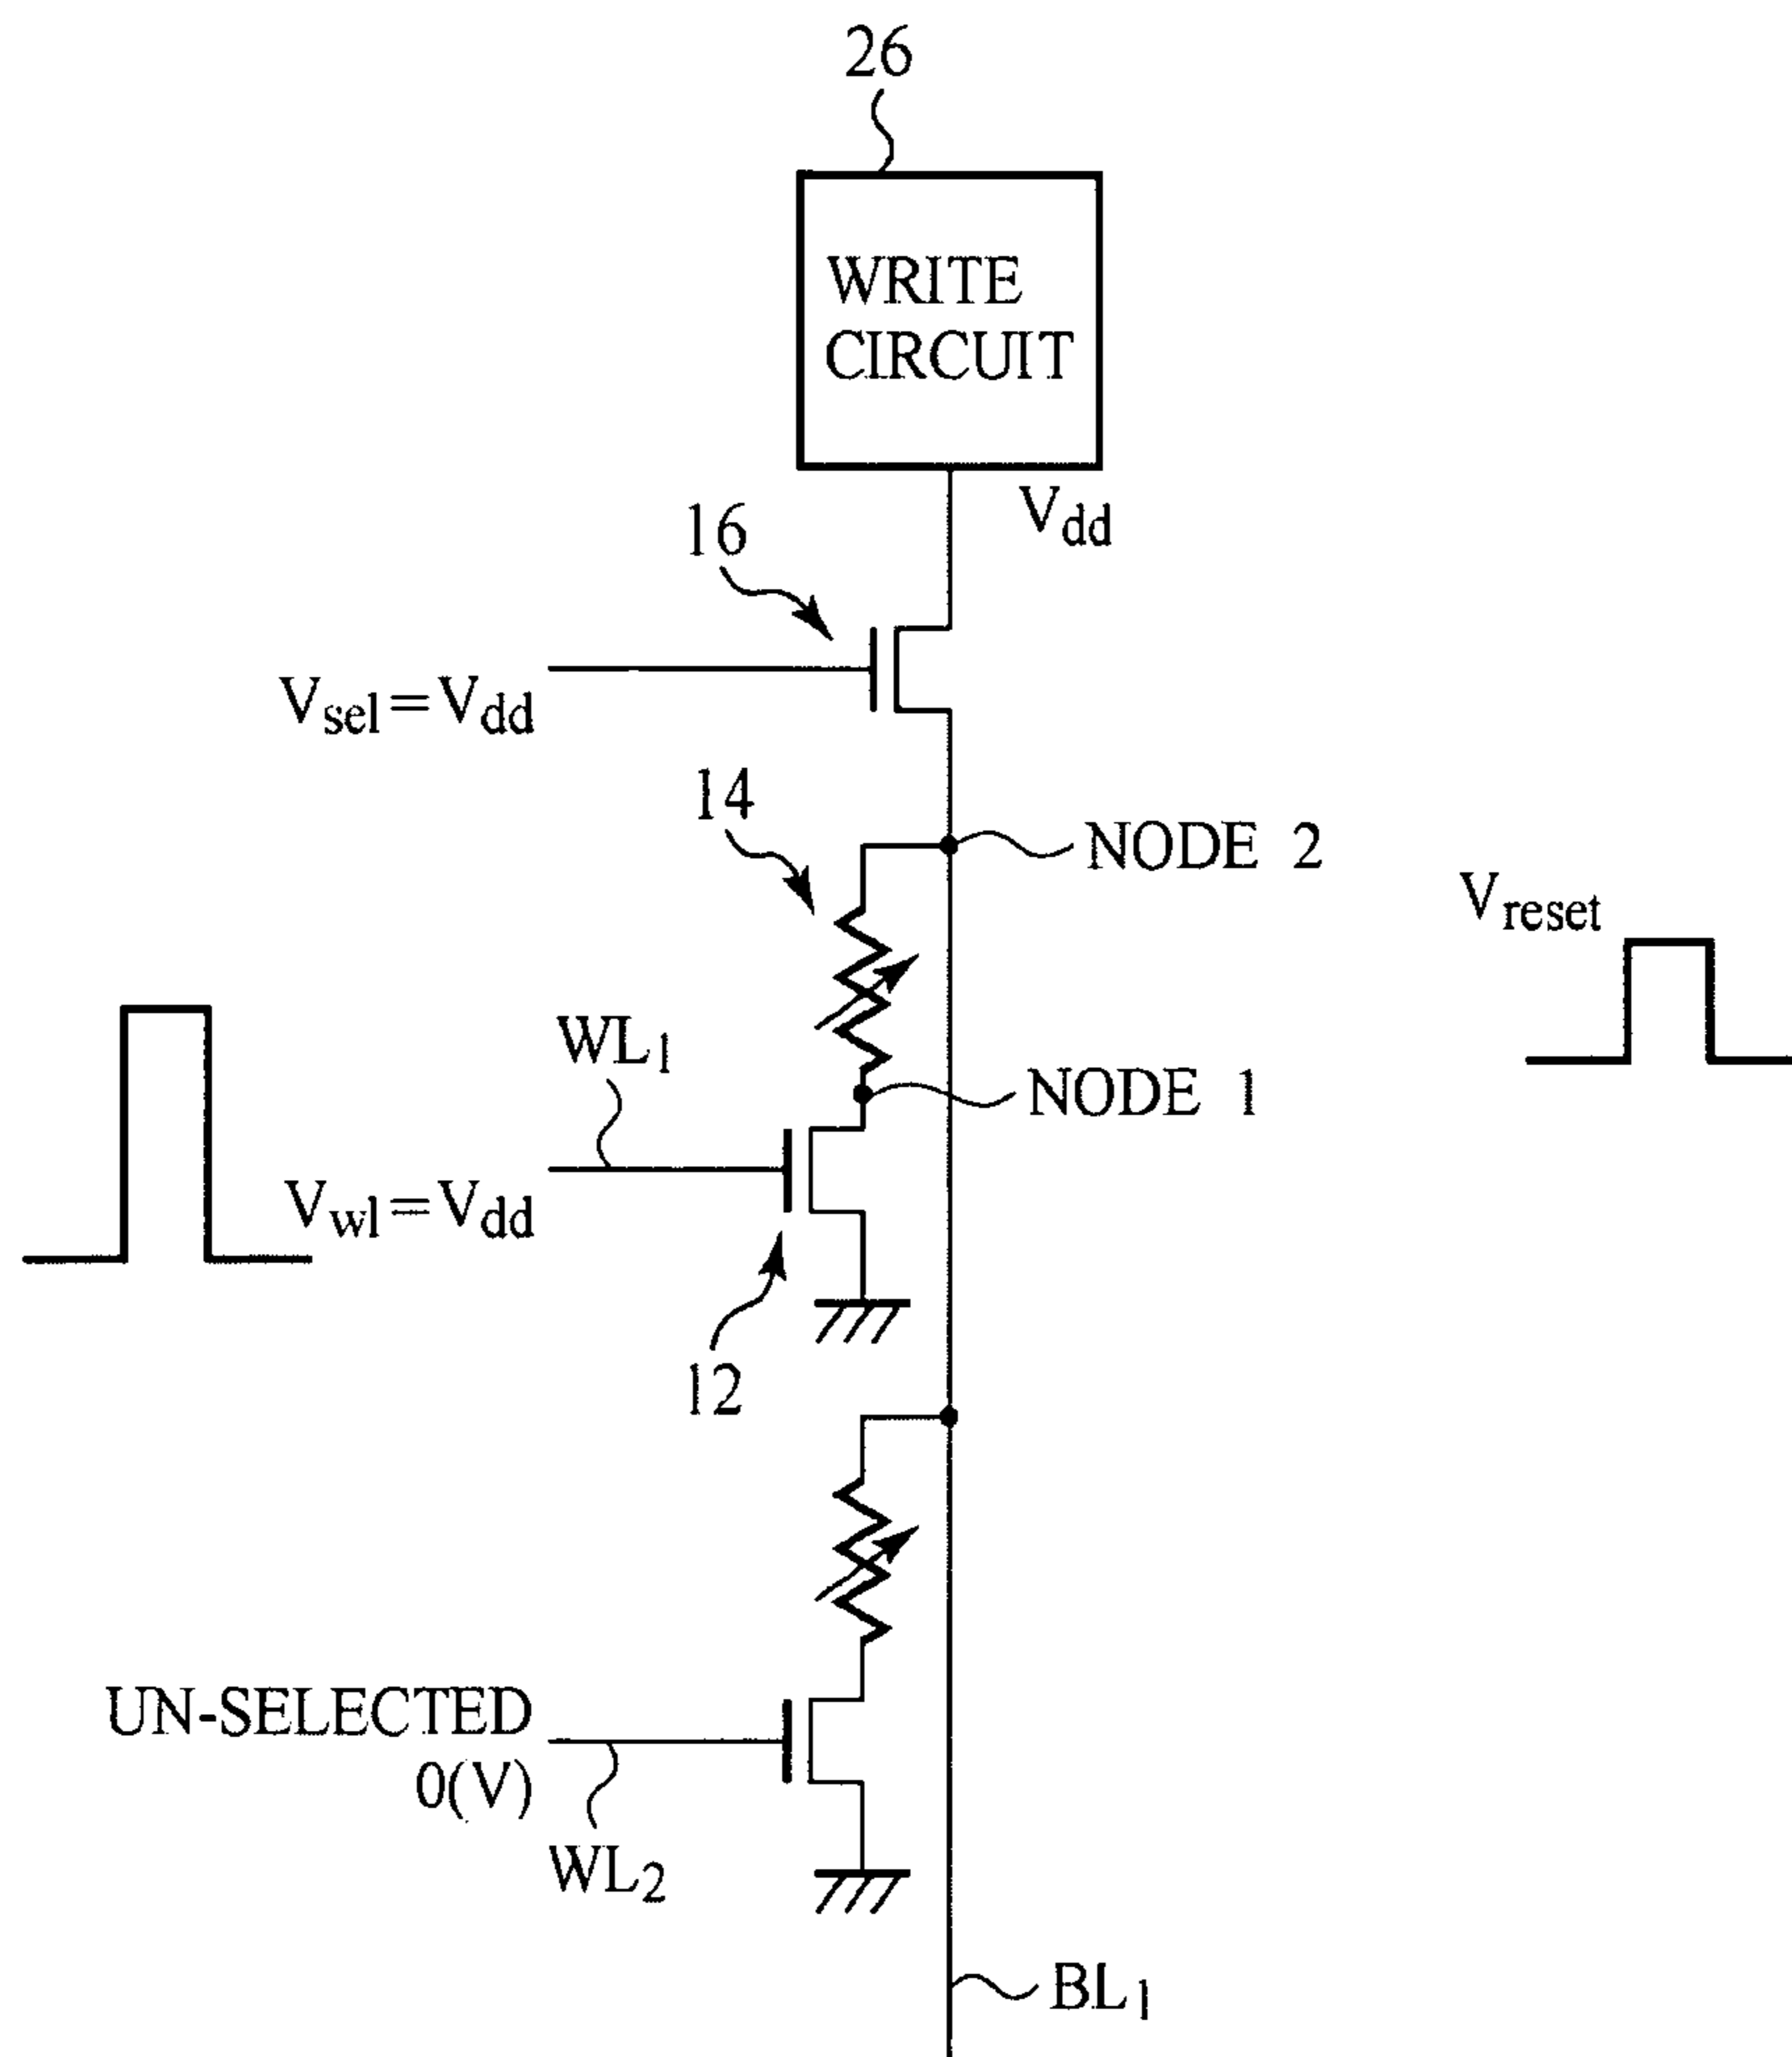 26
WRITE
CIRCUIT
Vdd
16
Vsel=Vdd
14
NODE 2
Vreset
WL1
NODE 1
Vwl=Vdd
12
UN-SELECTED
0(V)
WL2
BL1